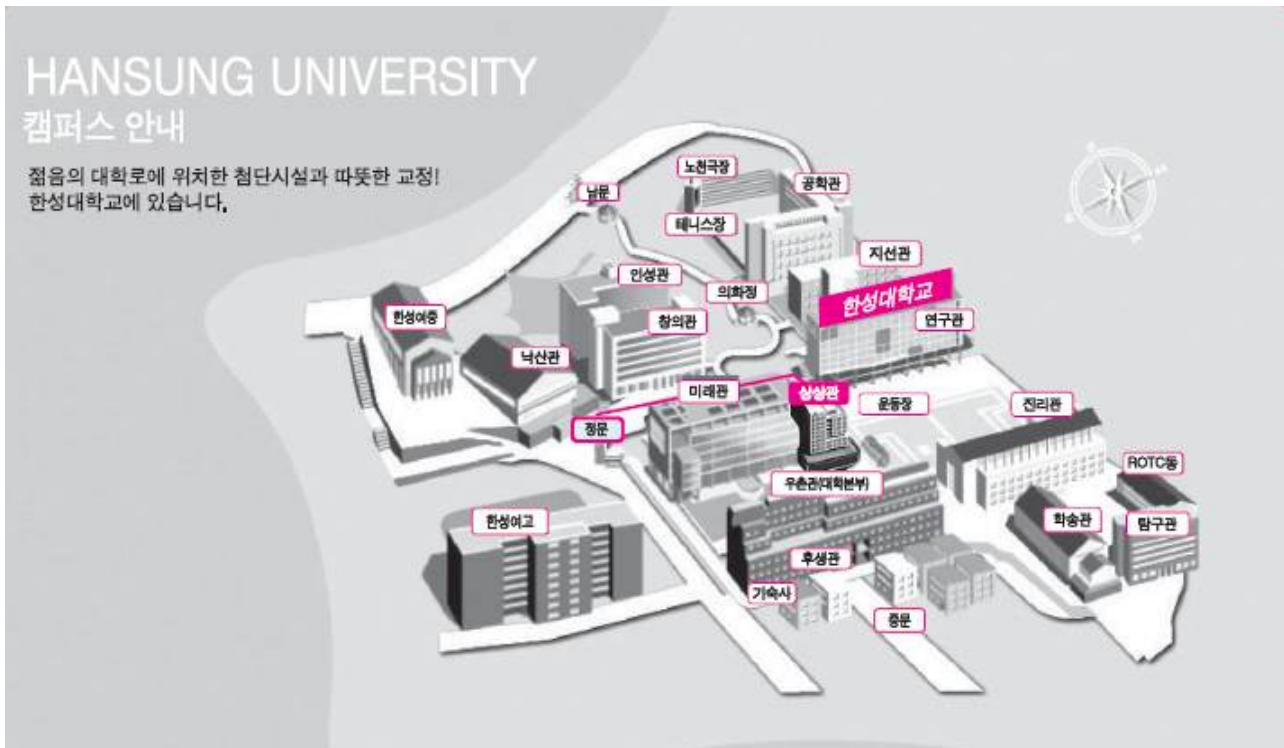 HANSUNG UNIVERSITY
캠퍼스 안내
젊음의 대학로에 위치한 첨단시설과 따뜻한 교정!
한성대학교에 있습니다.
노천극장
공학관
남문
테니스장
지선관
인성관
의화정
한성대학교
한성여중
창의관
연구관
낙산관
미래관
상상관
운동장
진리관
정문
ROTC동
우촌관(대학본부)
한성여고
학송관
탐구관
후생관
기숙사
중문